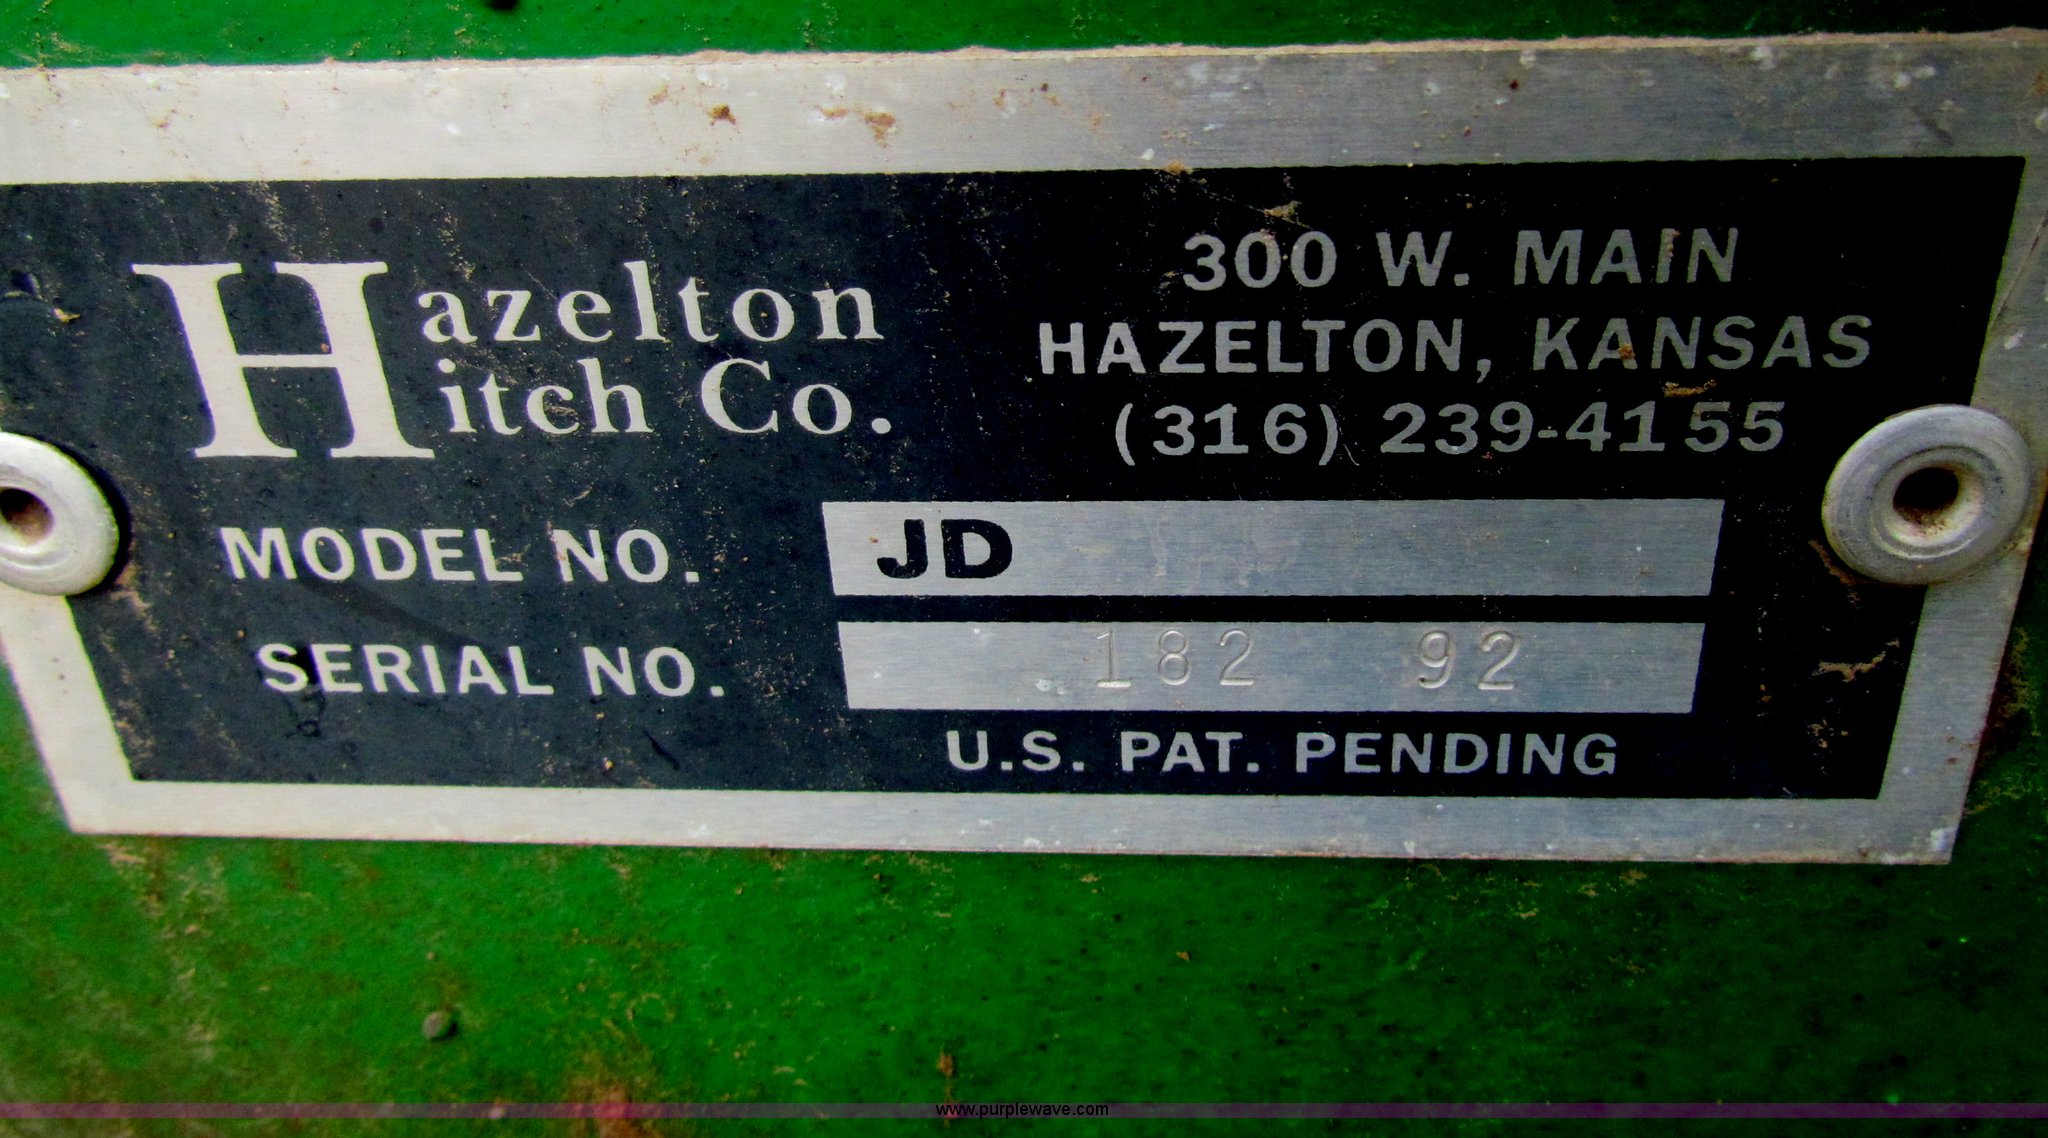 Hazelton
Hitch Co.
300 W. MAIN
HAZELTON, KANSAS
(316) 239-4155
MODEL NO. JD
SERIAL NO. 182 92
U.S. PAT. PENDING
www.purplewave.com